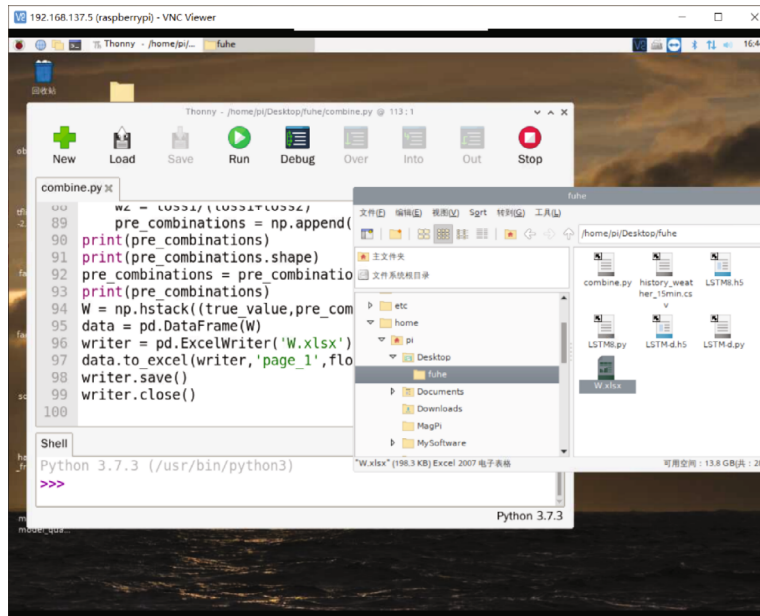 192.168.137.5 (raspberrypi) - VNC Viewer
Thonny - /home/pi/...
fuhe
16:4
回收站
Thonny - /home/pi/Desktop/fuhe/combine.py @ 113 : 1
New Load Save Run Debug Over Into Out Stop
combine.py
88 w2 = loss1/(loss1+loss2)
89 pre_combinations = np.append(
90 print(pre_combinations)
91 print(pre_combinations.shape)
92 pre_combinations = pre_combinatio
93 print(pre_combinations)
94 W = np.hstack((true_value,pre_com
95 data = pd.DataFrame(W)
96 writer = pd.ExcelWriter('W.xlsx')
97 data.to_excel(writer,'page_1',flo
98 writer.save()
99 writer.close()
100
Shell
Python 3.7.3 (/usr/bin/python3)
>>>
Python 3.7.3
fuhe
文件(F) 编辑(E) 视图(V) Sort 转到(G) 工具(L)
/home/pi/Desktop/fuhe
主文件夹
文件系统根目录
etc
home
pi
Desktop
fuhe
Documents
Downloads
MagPi
MySoftware
combine.py
history_weat
her_15min.cs
v
LSTM8.h5
LSTM8.py
LSTM-d.h5
LSTM-d.py
W.xlsx
"W.xlsx" (198.3 KB) Excel 2007 电子表格
可用空间：13.8 GB(共：28
model_qua...